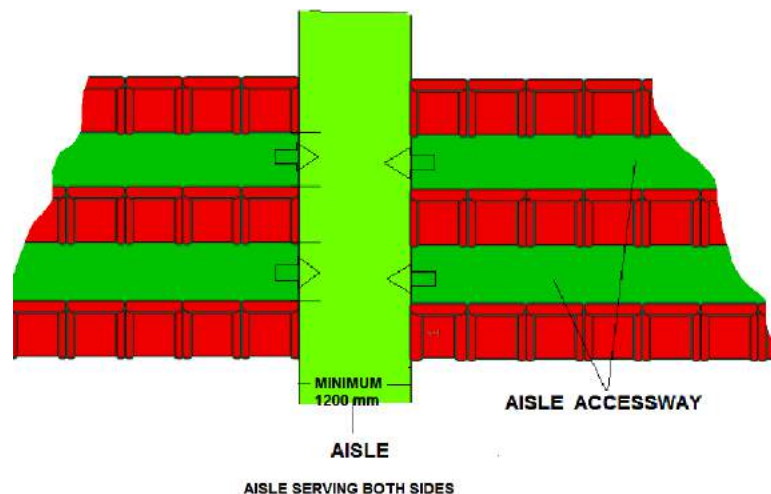 MINIMUM
1200 mm
AISLE ACCESSWAY
AISLE
AISLE SERVING BOTH SIDES